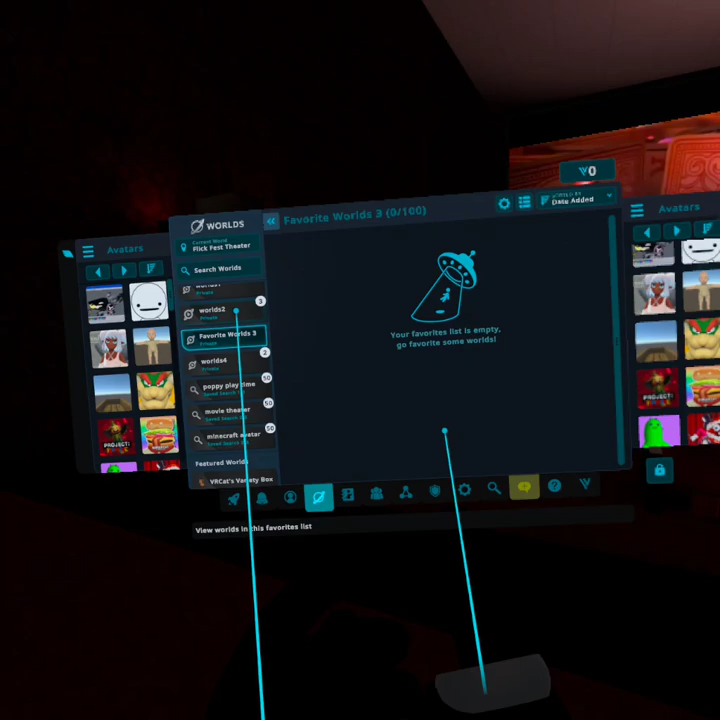 0
WORLDS
Current World
Flick Fest Theater
Search Worlds
worlds2
Private
3
Favorite Worlds 3
Private
worlds4
Private
2
poppy play time
Saved Search
50
movie theater
Saved Search
50
minecraft avatar
Saved Search
50
Featured Worlds
VRCat's Variety Box
Favorite Worlds 3 (0/100)
Date Added
Your favorites list is empty,
go favorite some worlds!
View worlds in this favorites list
Avatars
PROJECT:
Avatars
PROJECT: